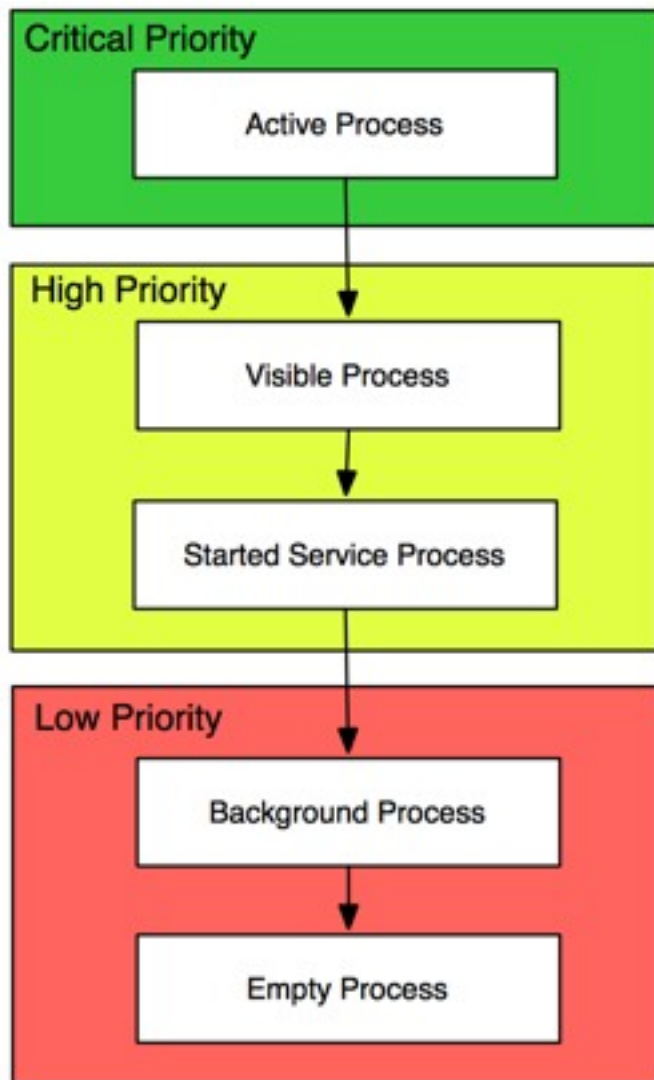 Critical Priority
Active Process
High Priority
Visible Process
Started Service Process
Low Priority
Background Process
Empty Process